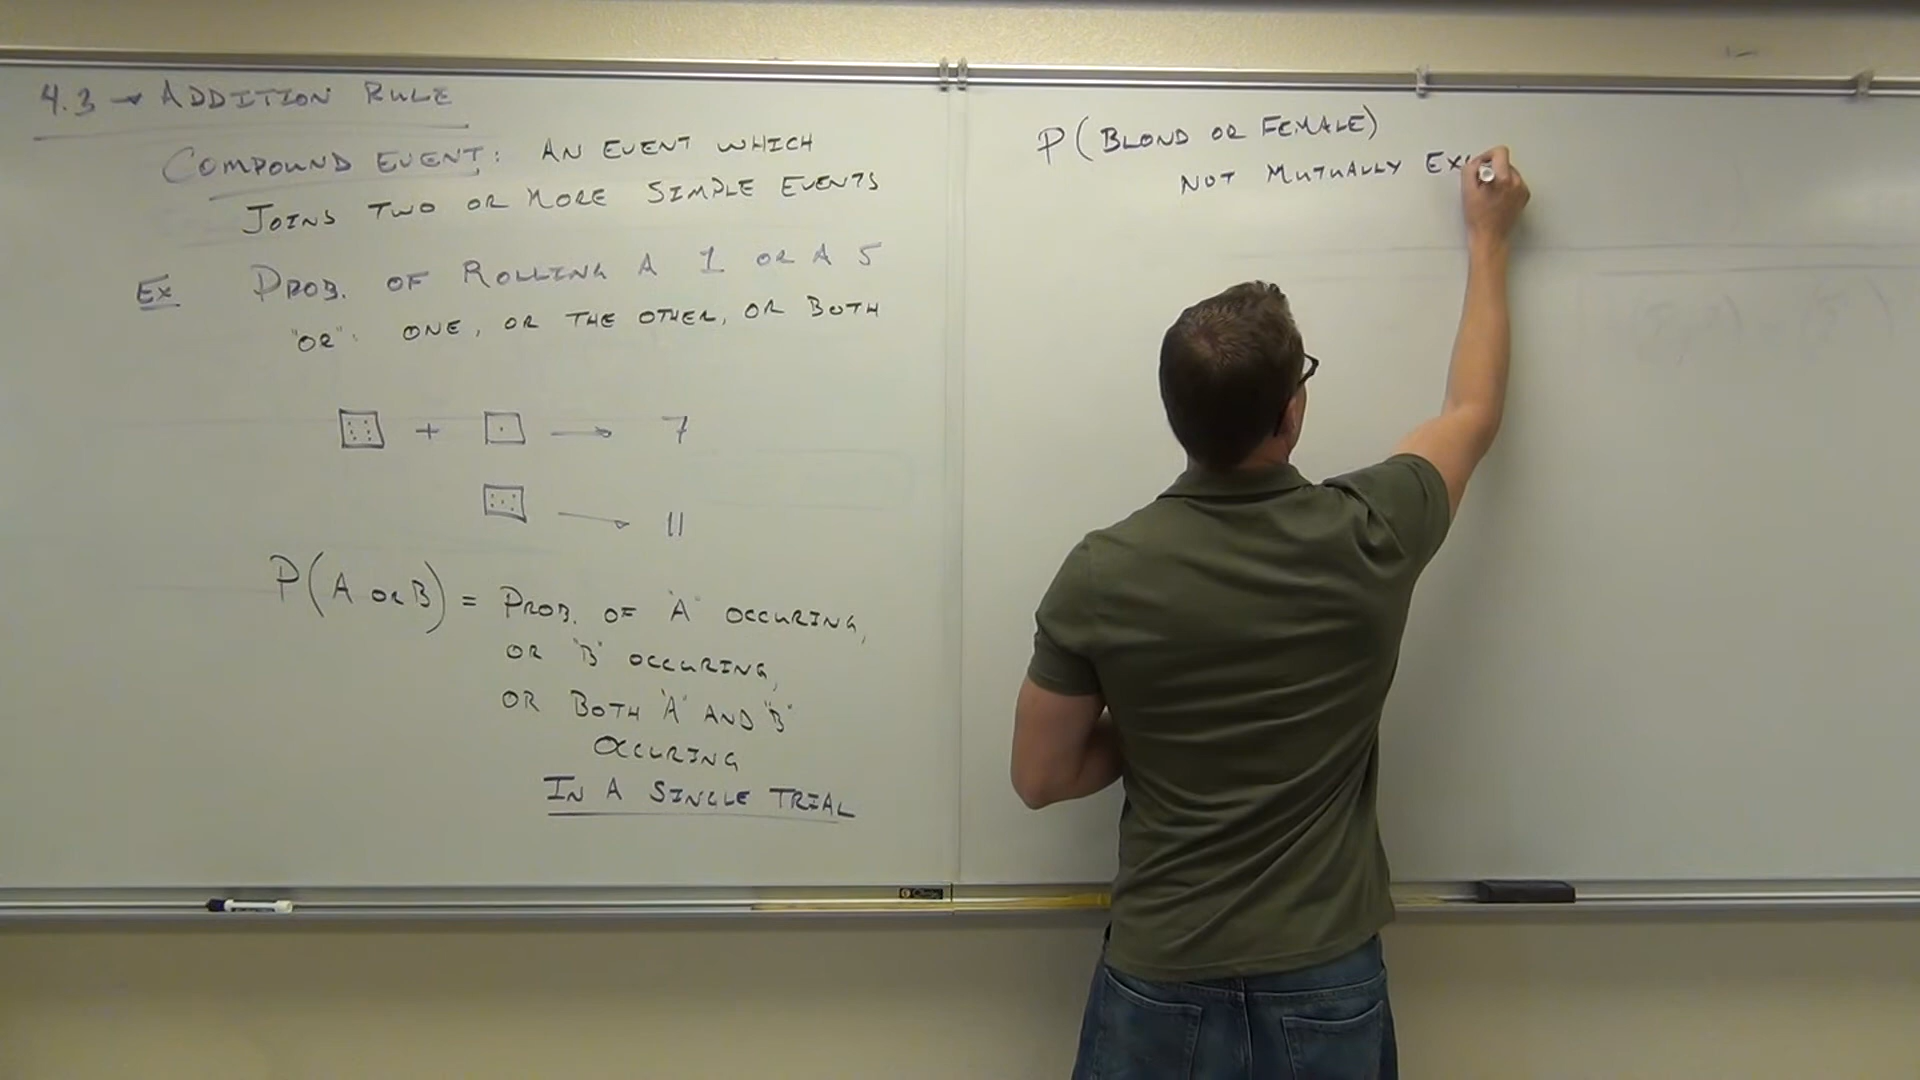 4.3 → ADDITION RULE
COMPOUND EVENT: AN EVENT WHICH
JOINS TWO OR MORE SIMPLE EVENTS
EX PROB. OF ROLLING A 1 OR A 5
"OR": ONE, OR THE OTHER, OR BOTH
+ → 7
→ 11
P(A OR B) = PROB. OF "A" OCCURING,
OR "B" OCCURING,
OR BOTH "A" AND "B"
OCCURING
IN A SINGLE TRIAL
P(BLOND OR FEMALE)
NOT MUTUALLY